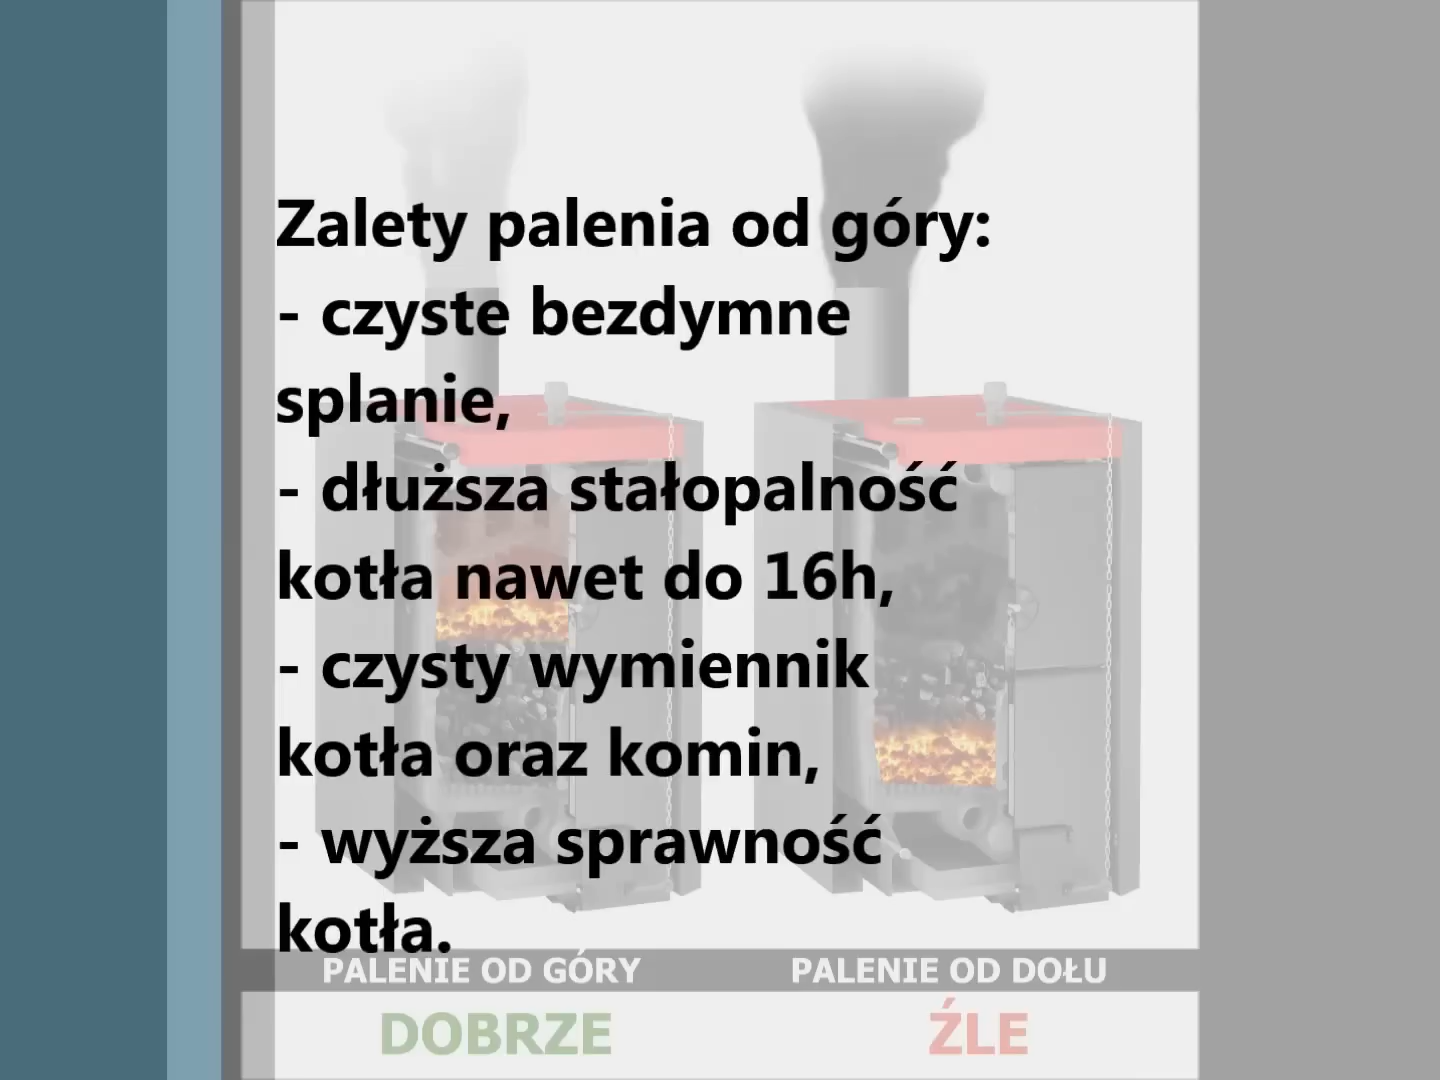 Zalety palenia od góry:
- czyste bezdymne
splanie,
- dłuższa stałopalność
kotła nawet do 16h,
- czysty wymiennik
kotła oraz komin,
- wyższa sprawność
kotła.
PALENIE OD GÓRY
PALENIE OD DOŁU
DOBRZE
ŹLE